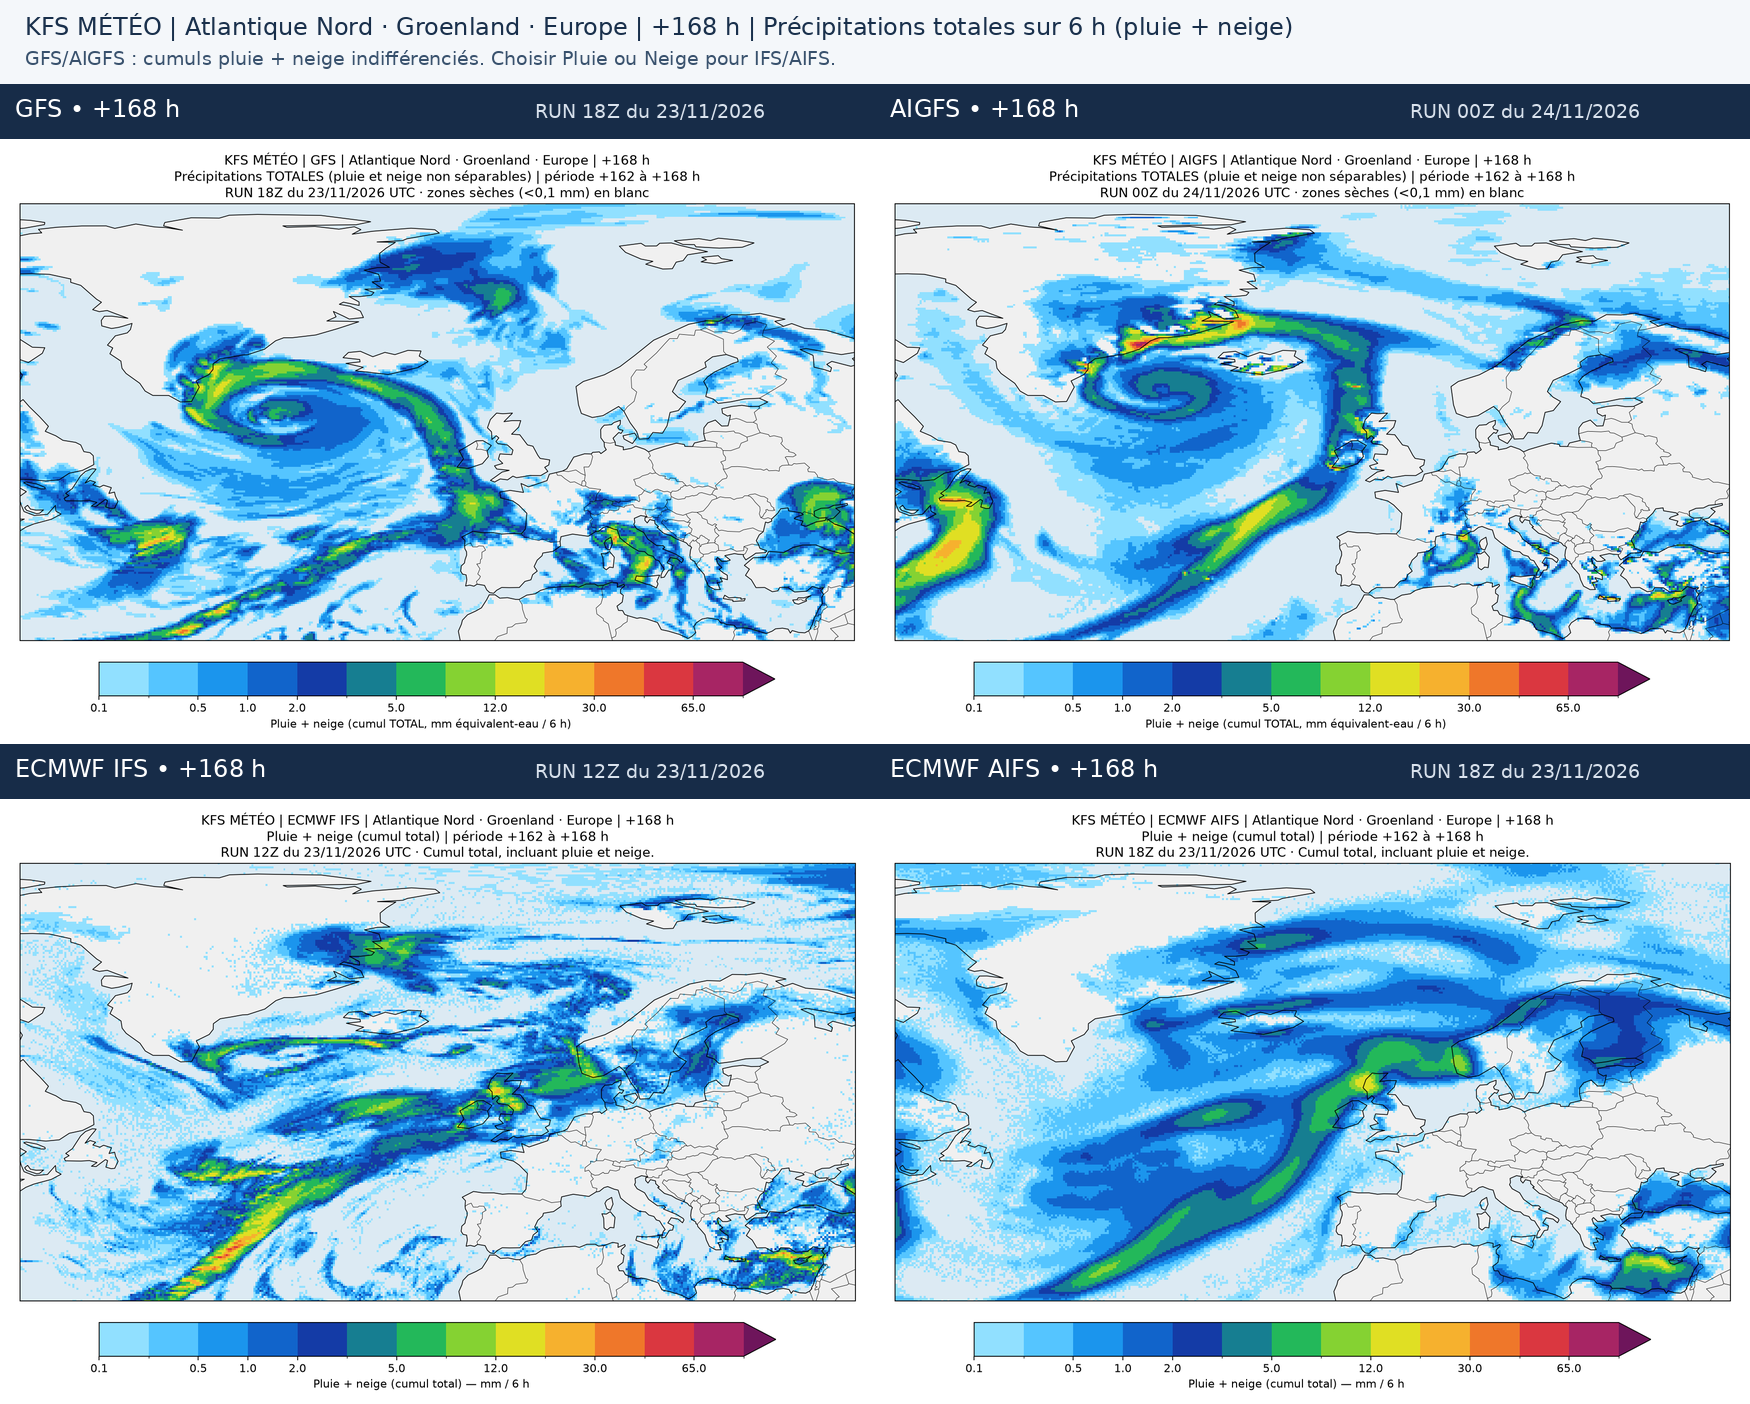 KFS MÉTÉO | Atlantique Nord · Groenland · Europe | +168 h | Précipitations totales sur 6 h (pluie + neige)
GFS/AIGFS : cumuls pluie + neige indifférenciés. Choisir Pluie ou Neige pour IFS/AIFS.
GFS • +168 h RUN 18Z du 23/11/2026
KFS MÉTÉO | GFS | Atlantique Nord · Groenland · Europe | +168 h
Précipitations TOTALES (pluie et neige non séparables) | période +162 à +168 h
RUN 18Z du 23/11/2026 UTC · zones sèches (<0,1 mm) en blanc
0.1 0.5 1.0 2.0 5.0 12.0 30.0 65.0
Pluie + neige (cumul TOTAL, mm équivalent-eau / 6 h)
AIGFS • +168 h RUN 00Z du 24/11/2026
KFS MÉTÉO | AIGFS | Atlantique Nord · Groenland · Europe | +168 h
Précipitations TOTALES (pluie et neige non séparables) | période +162 à +168 h
RUN 00Z du 24/11/2026 UTC · zones sèches (<0,1 mm) en blanc
0.1 0.5 1.0 2.0 5.0 12.0 30.0 65.0
Pluie + neige (cumul TOTAL, mm équivalent-eau / 6 h)
ECMWF IFS • +168 h RUN 12Z du 23/11/2026
KFS MÉTÉO | ECMWF IFS | Atlantique Nord · Groenland · Europe | +168 h
Pluie + neige (cumul total) | période +162 à +168 h
RUN 12Z du 23/11/2026 UTC · Cumul total, incluant pluie et neige.
0.1 0.5 1.0 2.0 5.0 12.0 30.0 65.0
Pluie + neige (cumul total) — mm / 6 h
ECMWF AIFS • +168 h RUN 18Z du 23/11/2026
KFS MÉTÉO | ECMWF AIFS | Atlantique Nord · Groenland · Europe | +168 h
Pluie + neige (cumul total) | période +162 à +168 h
RUN 18Z du 23/11/2026 UTC · Cumul total, incluant pluie et neige.
0.1 0.5 1.0 2.0 5.0 12.0 30.0 65.0
Pluie + neige (cumul total) — mm / 6 h